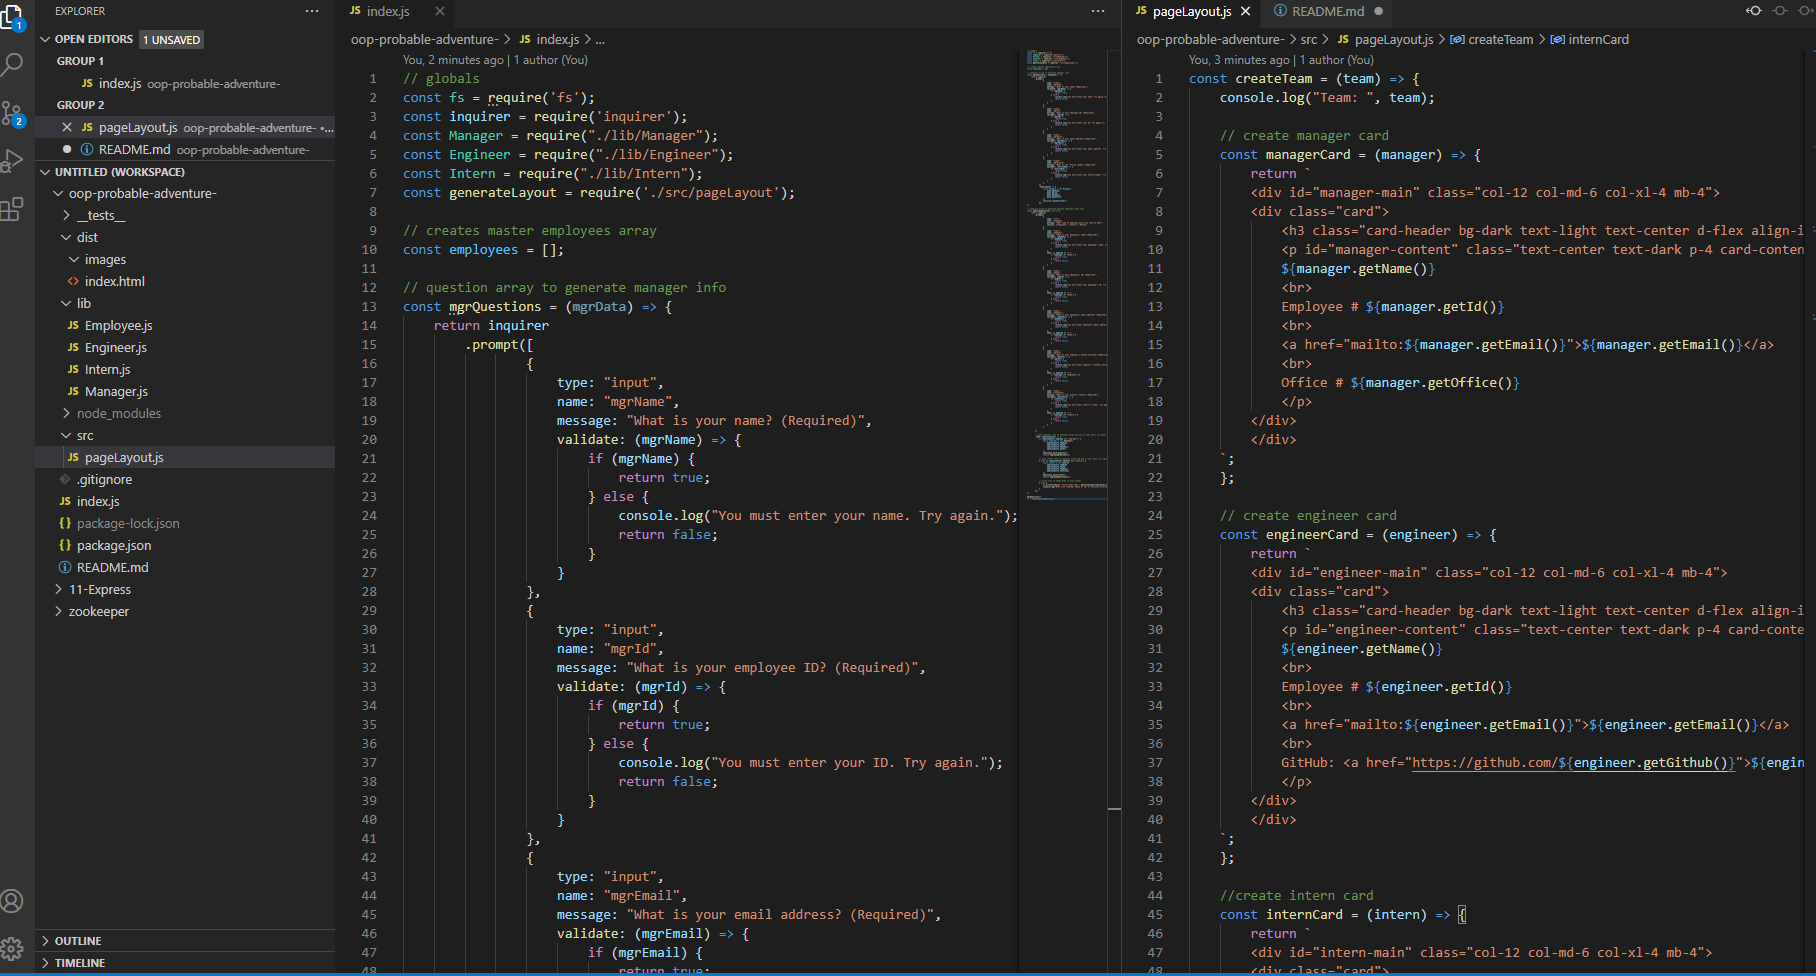 EXPLORER
1
2
OPEN EDITORS 1 UNSAVED
GROUP 1
JS index.js oop-probable-adventure-
GROUP 2
JS pageLayout.js oop-probable-adventure- •...
README.md oop-probable-adventure-
UNTITLED (WORKSPACE)
oop-probable-adventure-
__tests__
dist
images
index.html
lib
JS Employee.js
JS Engineer.js
JS Intern.js
JS Manager.js
node_modules
src
JS pageLayout.js
.gitignore
JS index.js
{} package-lock.json
{} package.json
README.md
11-Express
zookeeper
OUTLINE
TIMELINE
JS index.js
oop-probable-adventure- > JS index.js > ...
You, 2 minutes ago | 1 author (You)
1 // globals
2 const fs = require('fs');
3 const inquirer = require('inquirer');
4 const Manager = require("./lib/Manager");
5 const Engineer = require("./lib/Engineer");
6 const Intern = require("./lib/Intern");
7 const generateLayout = require('./src/pageLayout');
8
9 // creates master employees array
10 const employees = [];
11
12 // question array to generate manager info
13 const mgrQuestions = (mgrData) => {
14 return inquirer
15 .prompt([
16 {
17 type: "input",
18 name: "mgrName",
19 message: "What is your name? (Required)",
20 validate: (mgrName) => {
21 if (mgrName) {
22 return true;
23 } else {
24 console.log("You must enter your name. Try again.");
25 return false;
26 }
27 }
28 },
29 {
30 type: "input",
31 name: "mgrId",
32 message: "What is your employee ID? (Required)",
33 validate: (mgrId) => {
34 if (mgrId) {
35 return true;
36 } else {
37 console.log("You must enter your ID. Try again.");
38 return false;
39 }
40 }
41 },
42 {
43 type: "input",
44 name: "mgrEmail",
45 message: "What is your email address? (Required)",
46 validate: (mgrEmail) => {
47 if (mgrEmail) {
48 return true;
JS pageLayout.js README.md
oop-probable-adventure- > src > JS pageLayout.js > createTeam > internCard
You, 3 minutes ago | 1 author (You)
1 const createTeam = (team) => {
2 console.log("Team: ", team);
3
4 // create manager card
5 const managerCard = (manager) => {
6 return `
7 <div id="manager-main" class="col-12 col-md-6 col-xl-4 mb-4">
8 <div class="card">
9 <h3 class="card-header bg-dark text-light text-center d-flex align-i
10 <p id="manager-content" class="text-center text-dark p-4 card-conten
11 ${manager.getName()}
12 <br>
13 Employee # ${manager.getId()}
14 <br>
15 <a href="mailto:${manager.getEmail()}">${manager.getEmail()}</a>
16 <br>
17 Office # ${manager.getOffice()}
18 </p>
19 </div>
20 </div>
21 `;
22 };
23
24 // create engineer card
25 const engineerCard = (engineer) => {
26 return `
27 <div id="engineer-main" class="col-12 col-md-6 col-xl-4 mb-4">
28 <div class="card">
29 <h3 class="card-header bg-dark text-light text-center d-flex align-i
30 <p id="engineer-content" class="text-center text-dark p-4 card-conte
31 ${engineer.getName()}
32 <br>
33 Employee # ${engineer.getId()}
34 <br>
35 <a href="mailto:${engineer.getEmail()}">${engineer.getEmail()}</a>
36 <br>
37 GitHub: <a href="https://github.com/${engineer.getGithub()}">${engin
38 </p>
39 </div>
40 </div>
41 `;
42 };
43
44 //create intern card
45 const internCard = (intern) => {
46 return `
47 <div id="intern-main" class="col-12 col-md-6 col-xl-4 mb-4">
48 <div class="card">